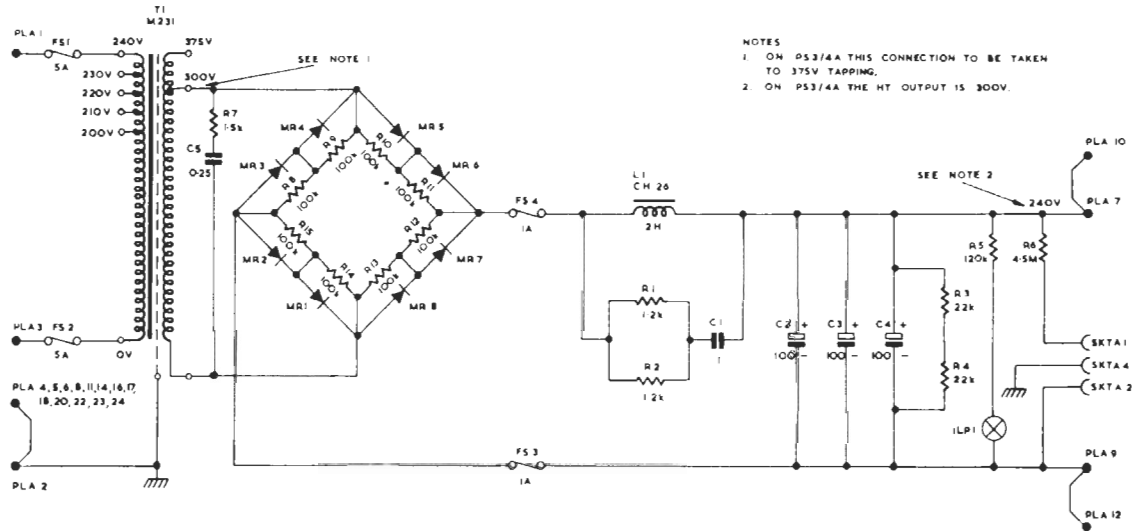 T1
M231
PLA 1
FS1
5A
240V
230V
220V
210V
200V
0V
375V
300V
SEE NOTE 1
R7
1·5k
C5
0·25
MR4
MR3
MR5
MR6
R9
100k
R8
100k
R10
100k
R11
100k
R15
100k
R14
100k
R12
100k
R13
100k
MR2
MR1
MR7
MR8
FS4
1A
L1
CH 26
2H
R1
1·2k
R2
1·2k
C1
1
NOTES
1. ON PS3/4A THIS CONNECTION TO BE TAKEN
TO 375V TAPPING.
2. ON PS3/4A THE HT OUTPUT IS 300V.
SEE NOTE 2
240V
PLA 10
PLA 7
C2 +
100 -
C3 +
100 -
C4 +
100 -
R3
22k
R4
22k
R5
120k
R6
4·5M
SKTA 1
SKTA 4
SKTA 2
ILP1
PLA 3
FS2
5A
PLA 4,5,6,8,11,14,16,17,
18,20,22,23,24
PLA 2
FS3
1A
PLA 9
PLA 12